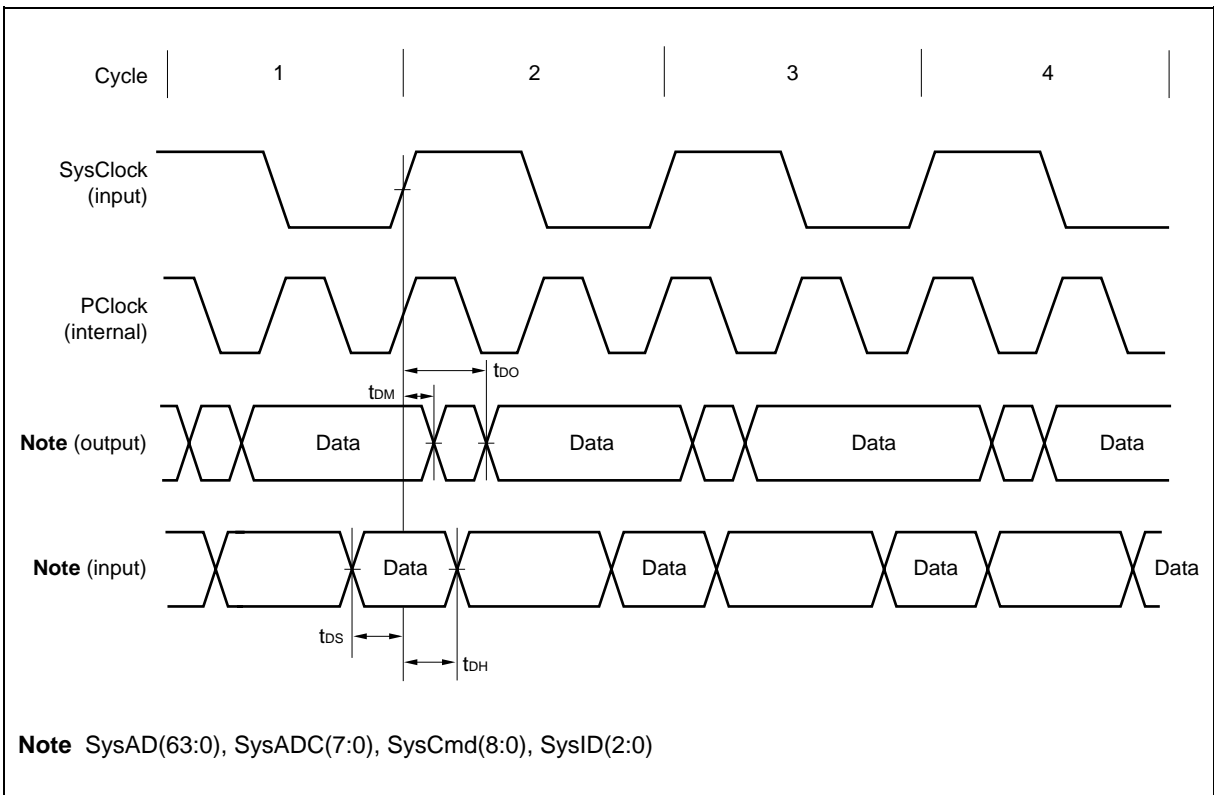 Cycle 1 2 3 4
SysClock
(input)
PClock
(internal)
tDO
tDM
Note (output) Data Data Data Data
Note (input) Data Data Data Data
tDS
tDH
Note SysAD(63:0), SysADC(7:0), SysCmd(8:0), SysID(2:0)